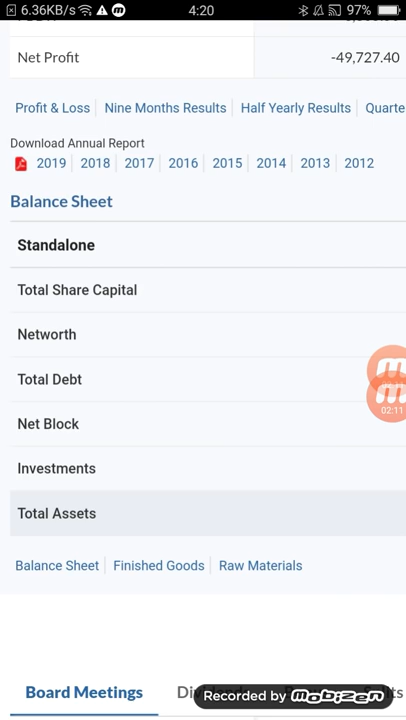 6.36KB/s 4:20 97%
Net Profit -49,727.40
Profit & Loss Nine Months Results Half Yearly Results Quarte
Download Annual Report
2019 2018 2017 2016 2015 2014 2013 2012
Balance Sheet
Standalone
Total Share Capital
Networth
Total Debt
Net Block
Investments
Total Assets
02:11
Balance Sheet Finished Goods Raw Materials
Board Meetings
Recorded by mobizen